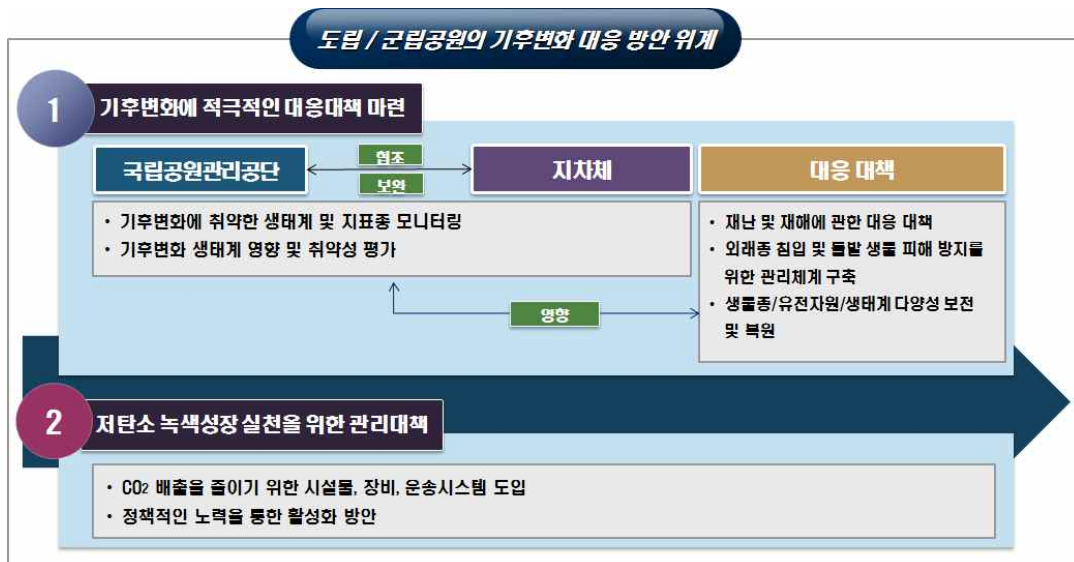 도립 / 군립공원의 기후변화 대응 방안 위계
1
기후변화에 적극적인 대응대책 마련
국립공원관리공단
협조
보완
지차체
대응 대책
• 기후변화에 취약한 생태계 및 지표종 모니터링
• 기후변화 생태계 영향 및 취약성 평가
• 재난 및 재해에 관한 대응 대책
• 외래종 침입 및 돌발 생물 피해 방지를
위한 관리체계 구축
• 생물종/유전자원/생태계 다양성 보전
및 복원
영향
2
저탄소 녹색성장 실천을 위한 관리대책
• CO2 배출을 줄이기 위한 시설물, 장비, 운송시스템 도입
• 정책적인 노력을 통한 활성화 방안